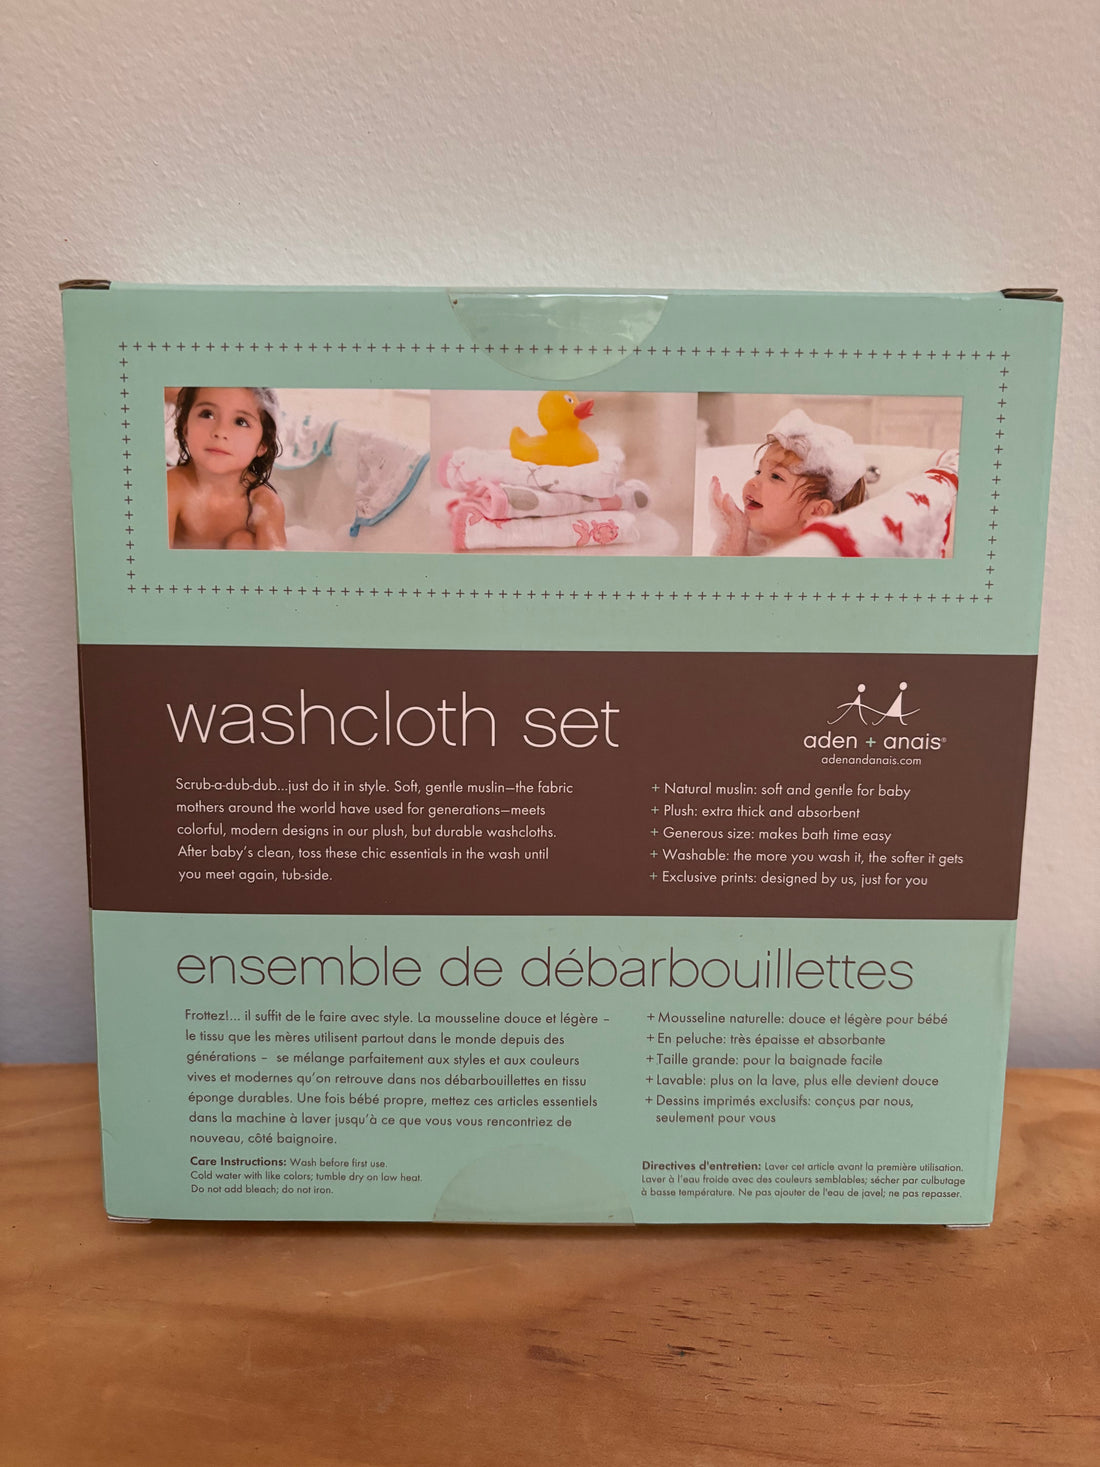 washcloth set
Scrub-a-dub-dub...just do it in style. Soft, gentle muslin—the fabric
mothers around the world have used for generations—meets
colorful, modern designs in our plush, but durable washcloths.
After baby's clean, toss these chic essentials in the wash until
you meet again, tub-side.
aden + anais®
adenandanais.com
+ Natural muslin: soft and gentle for baby
+ Plush: extra thick and absorbent
+ Generous size: makes bath time easy
+ Washable: the more you wash it, the softer it gets
+ Exclusive prints: designed by us, just for you
ensemble de débarbouillettes
Frottez!... il suffit de le faire avec style. La mousseline douce et légère –
le tissu que les mères utilisent partout dans le monde depuis des
générations – se mélange parfaitement aux styles et aux couleurs
vives et modernes qu'on retrouve dans nos débarbouillettes en tissu
éponge durables. Une fois bébé propre, mettez ces articles essentiels
dans la machine à laver jusqu'à ce que vous vous rencontriez de
nouveau, côté baignoire.
+ Mousseline naturelle: douce et légère pour bébé
+ En peluche: très épaisse et absorbante
+ Taille grande: pour la baignade facile
+ Lavable: plus on la lave, plus elle devient douce
+ Dessins imprimés exclusifs: conçus par nous,
seulement pour vous
Care Instructions: Wash before first use.
Cold water with like colors; tumble dry on low heat.
Do not add bleach; do not iron.
Directives d'entretien: Laver cet article avant la première utilisation.
Laver à l'eau froide avec des couleurs semblables; sécher par culbutage
à basse température. Ne pas ajouter de l'eau de javel; ne pas repasser.